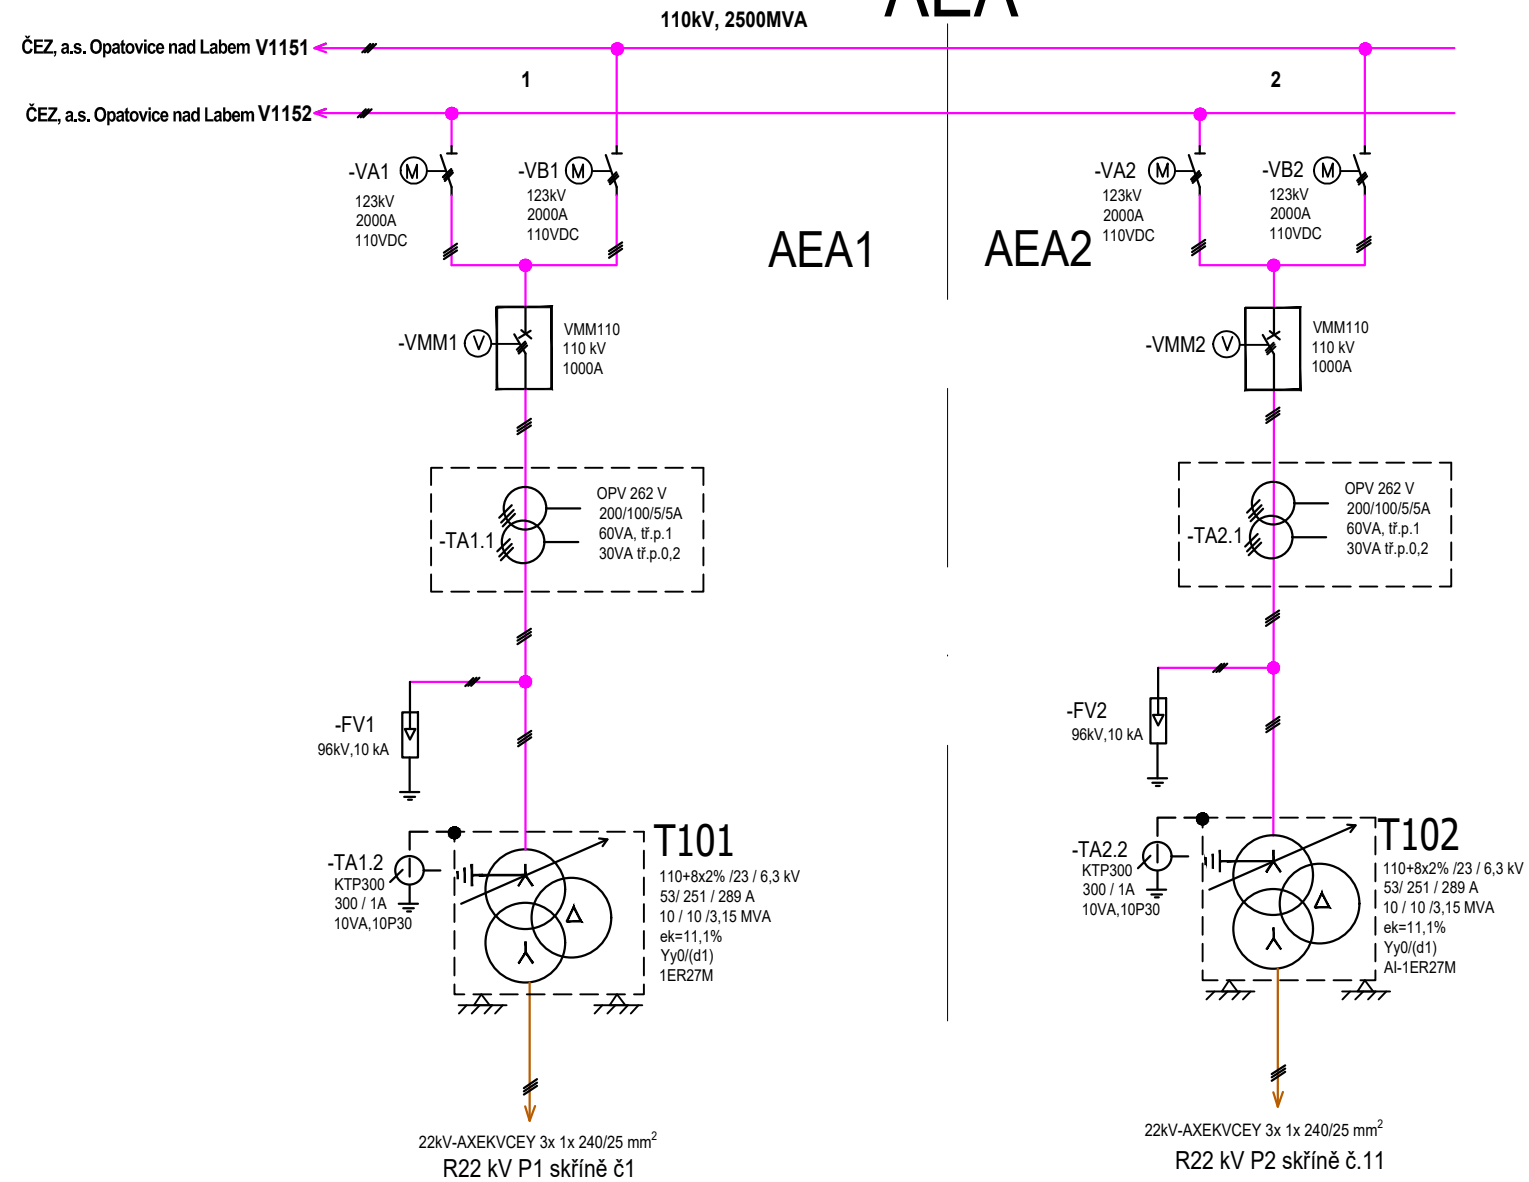 AEA
110kV, 2500MVA
ČEZ, a.s. Opatovice nad Labem V1151
1
2
ČEZ, a.s. Opatovice nad Labem V1152
-VA1
M
123kV
2000A
110VDC
-VB1
M
123kV
2000A
110VDC
-VA2
M
123kV
2000A
110VDC
-VB2
M
123kV
2000A
110VDC
AEA1
AEA2
-VMM1
V
VMM110
110 kV
1000A
-VMM2
V
VMM110
110 kV
1000A
-TA1.1
OPV 262 V
200/100/5/5A
60VA, tř.p.1
30VA tř.p.0,2
-TA2.1
OPV 262 V
200/100/5/5A
60VA, tř.p.1
30VA tř.p.0,2
-FV1
96kV,10 kA
-FV2
96kV,10 kA
-TA1.2
KTP300
300 / 1A
10VA,10P30
T101
110+8x2% /23 / 6,3 kV
53/ 251 / 289 A
10 / 10 /3,15 MVA
ek=11,1%
Yy0/(d1)
1ER27M
-TA2.2
KTP300
300 / 1A
10VA,10P30
T102
110+8x2% /23 / 6,3 kV
53/ 251 / 289 A
10 / 10 /3,15 MVA
ek=11,1%
Yy0/(d1)
AI-1ER27M
22kV-AXEKVCEY 3x 1x 240/25 mm²
R22 kV P1 skříně č1
22kV-AXEKVCEY 3x 1x 240/25 mm²
R22 kV P2 skříně č.11